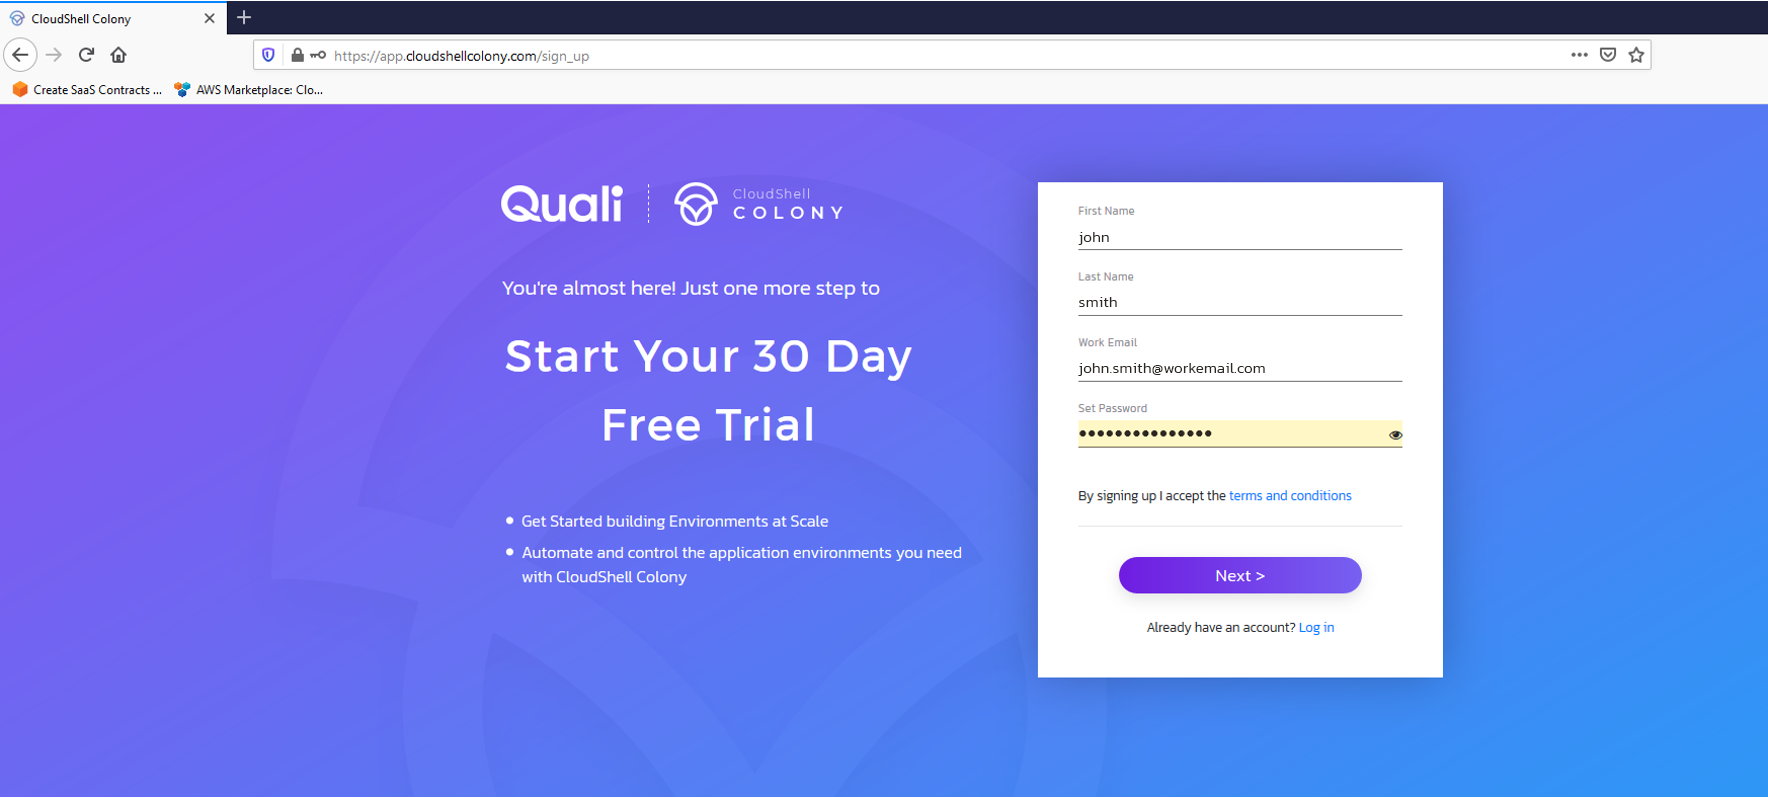 CloudShell Colony
https://app.cloudshellcolony.com/sign_up
Create SaaS Contracts ...
AWS Marketplace: Clo...
Quali
CloudShell
COLONY
You're almost here! Just one more step to
Start Your 30 Day
Free Trial
Get Started building Environments at Scale
Automate and control the application environments you need
with CloudShell Colony
First Name
john
Last Name
smith
Work Email
john.smith@workemail.com
Set Password
•••••••••••••••
By signing up I accept the terms and conditions
Next >
Already have an account? Log in